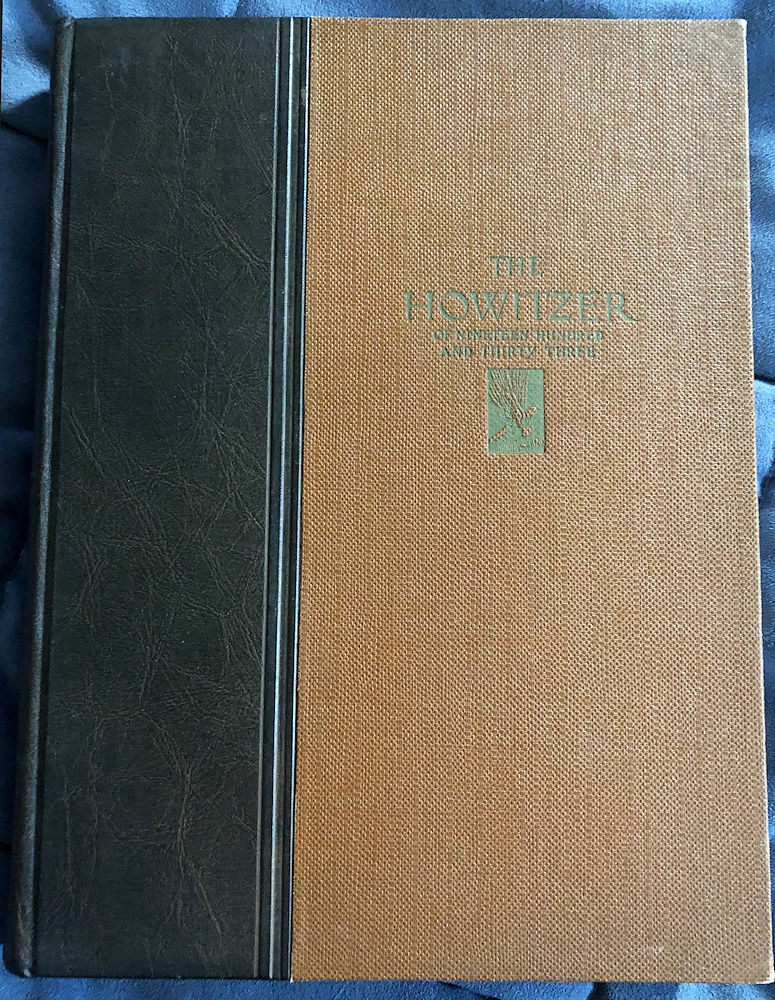 THE
HOWITZER
OF NINETEEN HUNDRED
AND THIRTY THREE